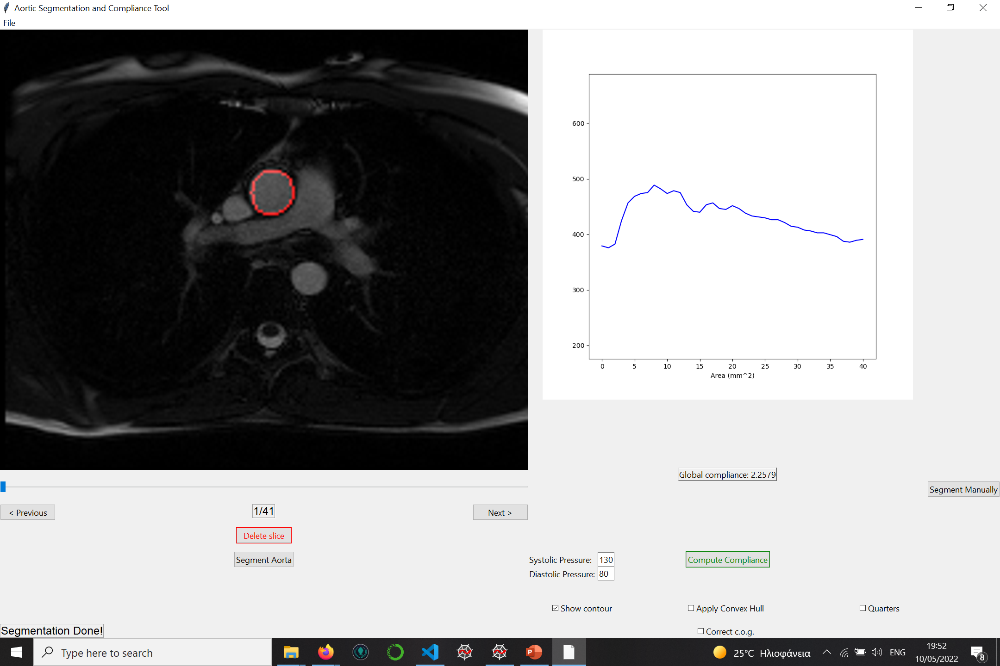 Aortic Segmentation and Compliance Tool
File
600
500
400
300
200
0 5 10 15 20 25 30 35 40
Area (mm^2)
Global compliance: 2.2579
Segment Manually
< Previous
1/41
Next >
Delete slice
Segment Aorta
Systolic Pressure: 130
Diastolic Pressure: 80
Compute Compliance
Show contour
Apply Convex Hull
Quarters
Correct c.o.g.
Segmentation Done!
Type here to search
P
25°C Ηλιοφάνεια
ENG
19:52
10/05/2022
8